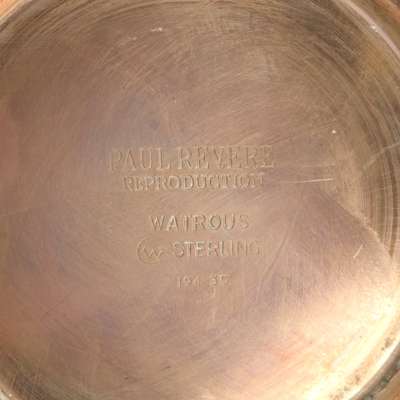 PAUL REVERE
REPRODUCTION
WATROUS
W STERLING